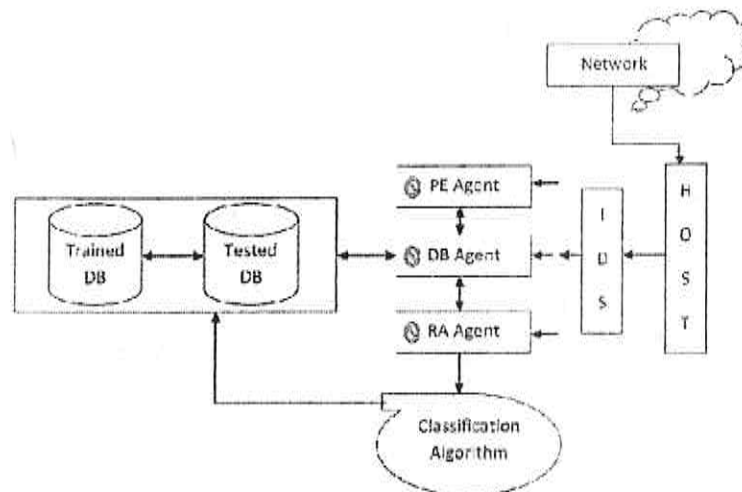 Network
PE Agent
DB Agent
RA Agent
Trained
DB
Tested
DB
I
D
S
H
O
S
T
Classification
Algorithm